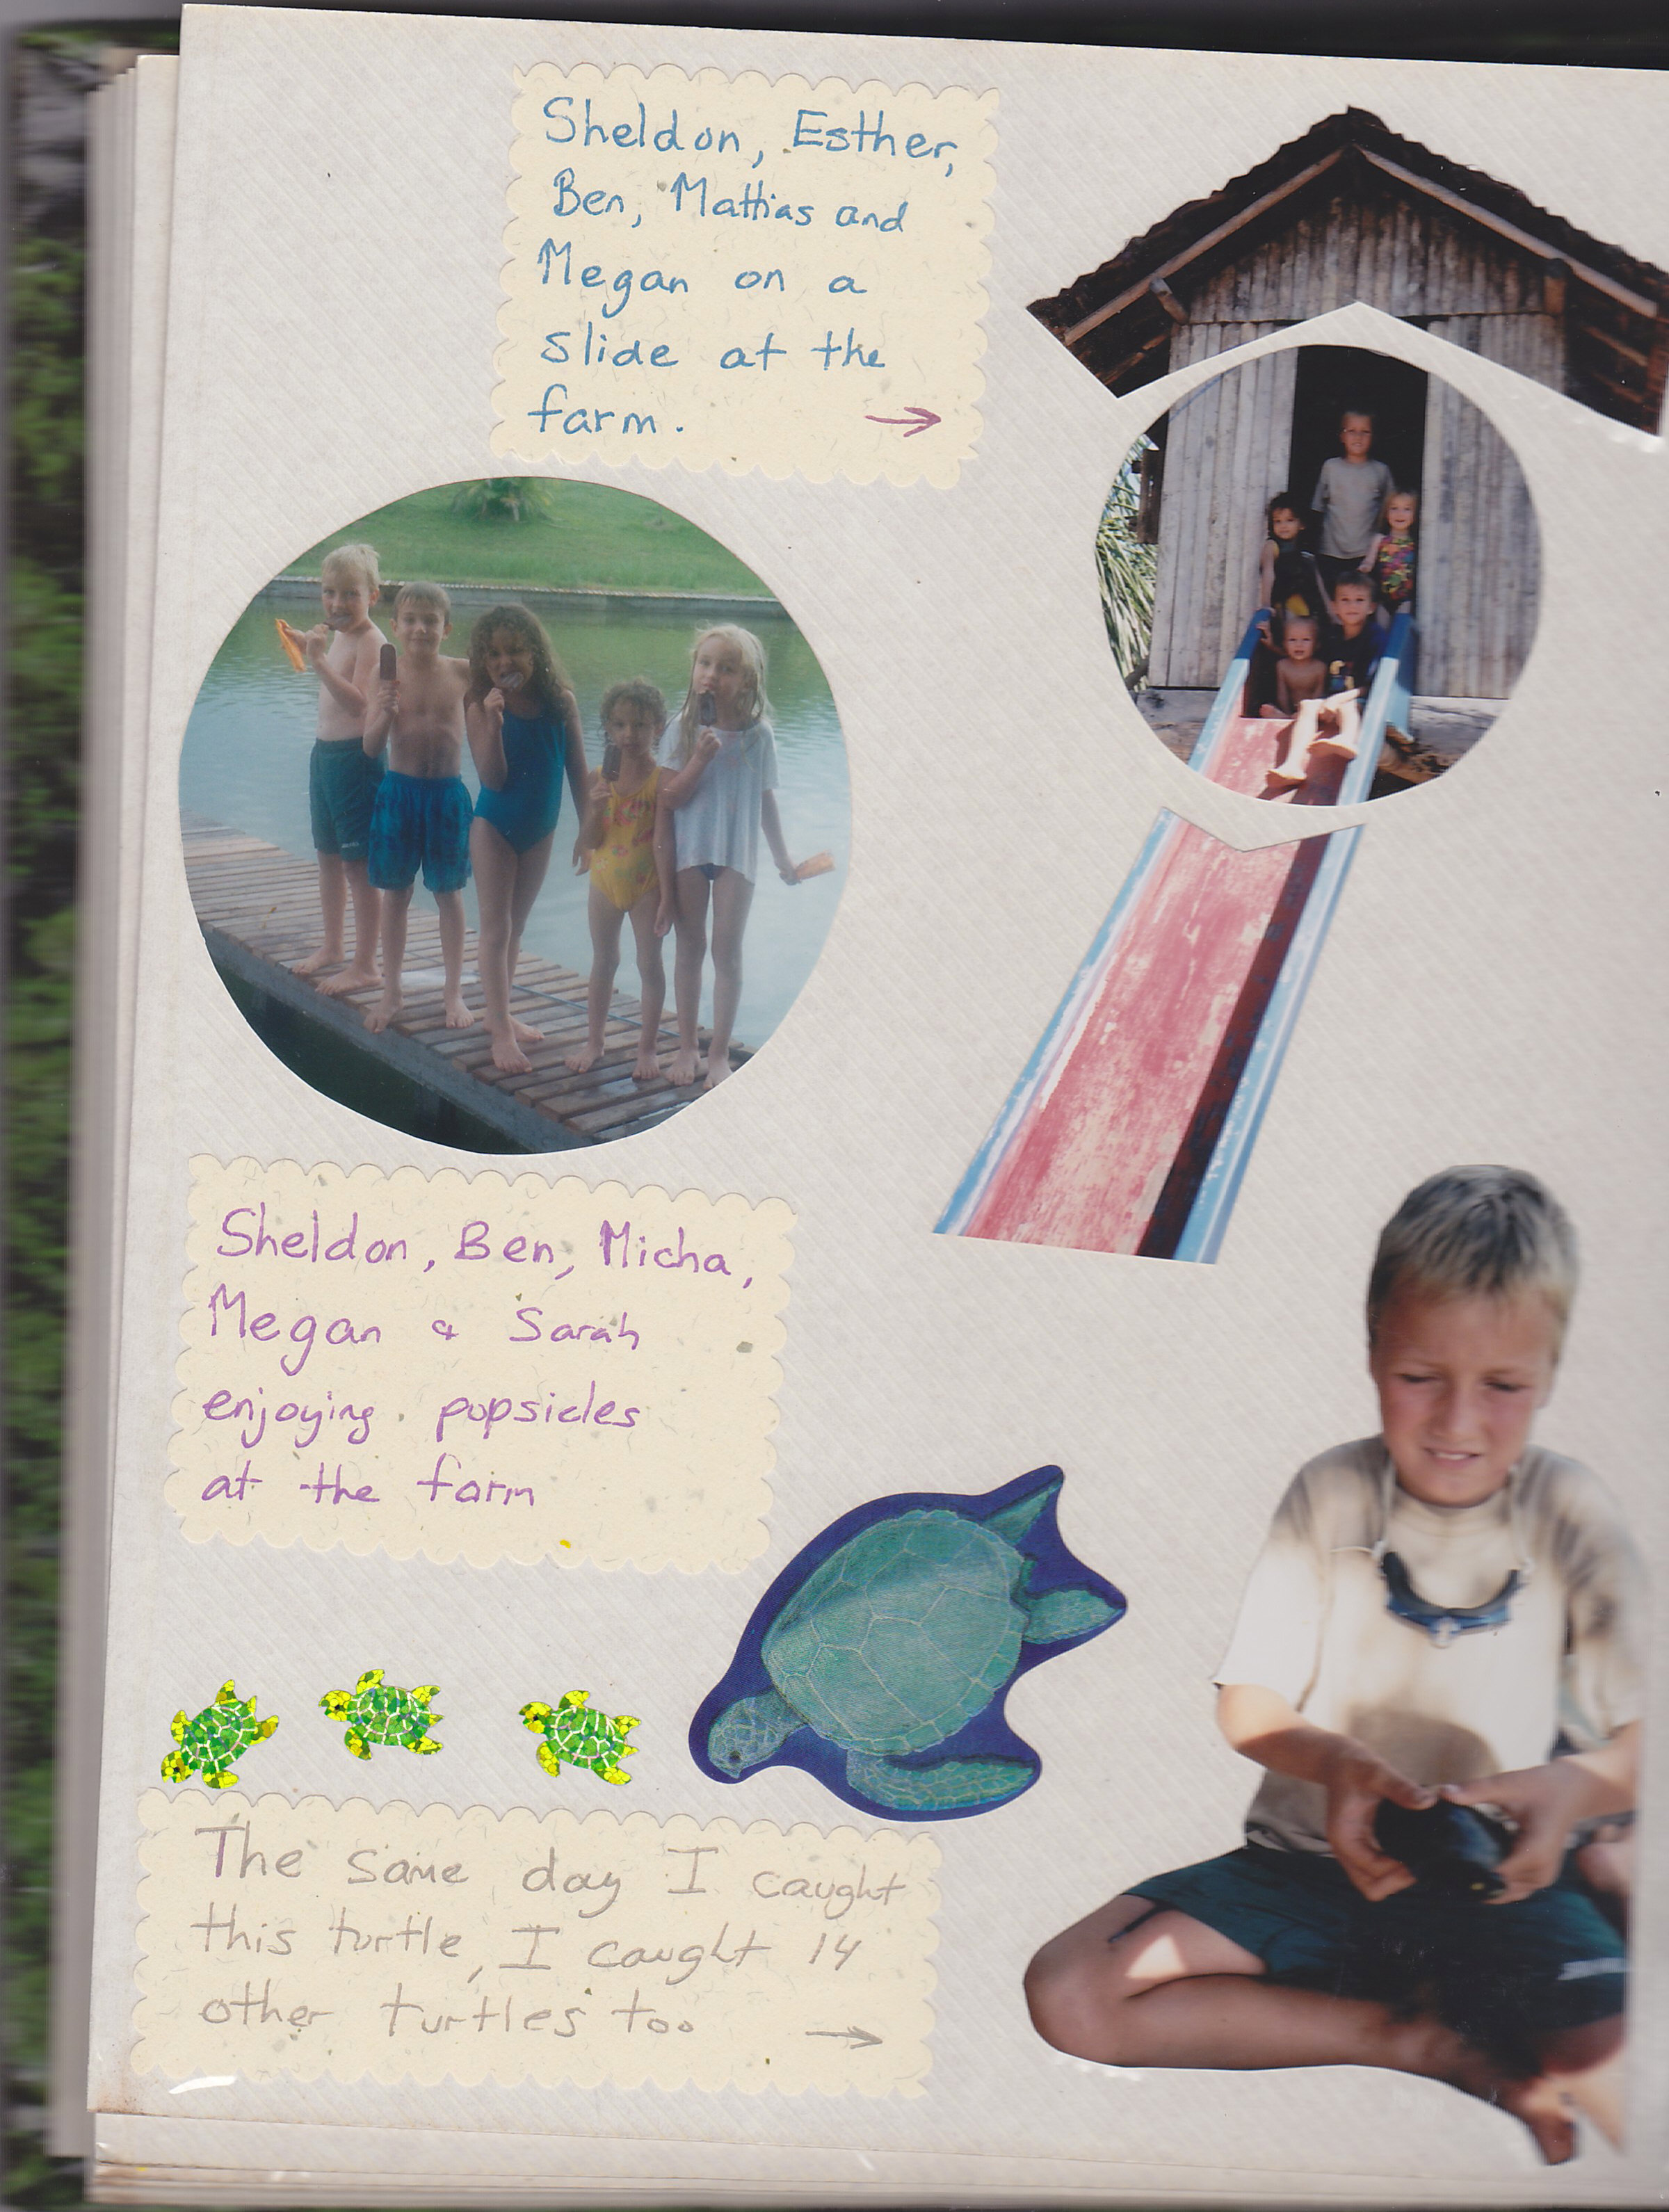 Sheldon, Esther,
Ben, Mattias and
Megan on a
slide at the
farm. →
Sheldon, Ben, Micha,
Megan & Sarah
enjoying popsicles
at the farm
The same day I caught
this turtle, I caught 14
other turtles too →